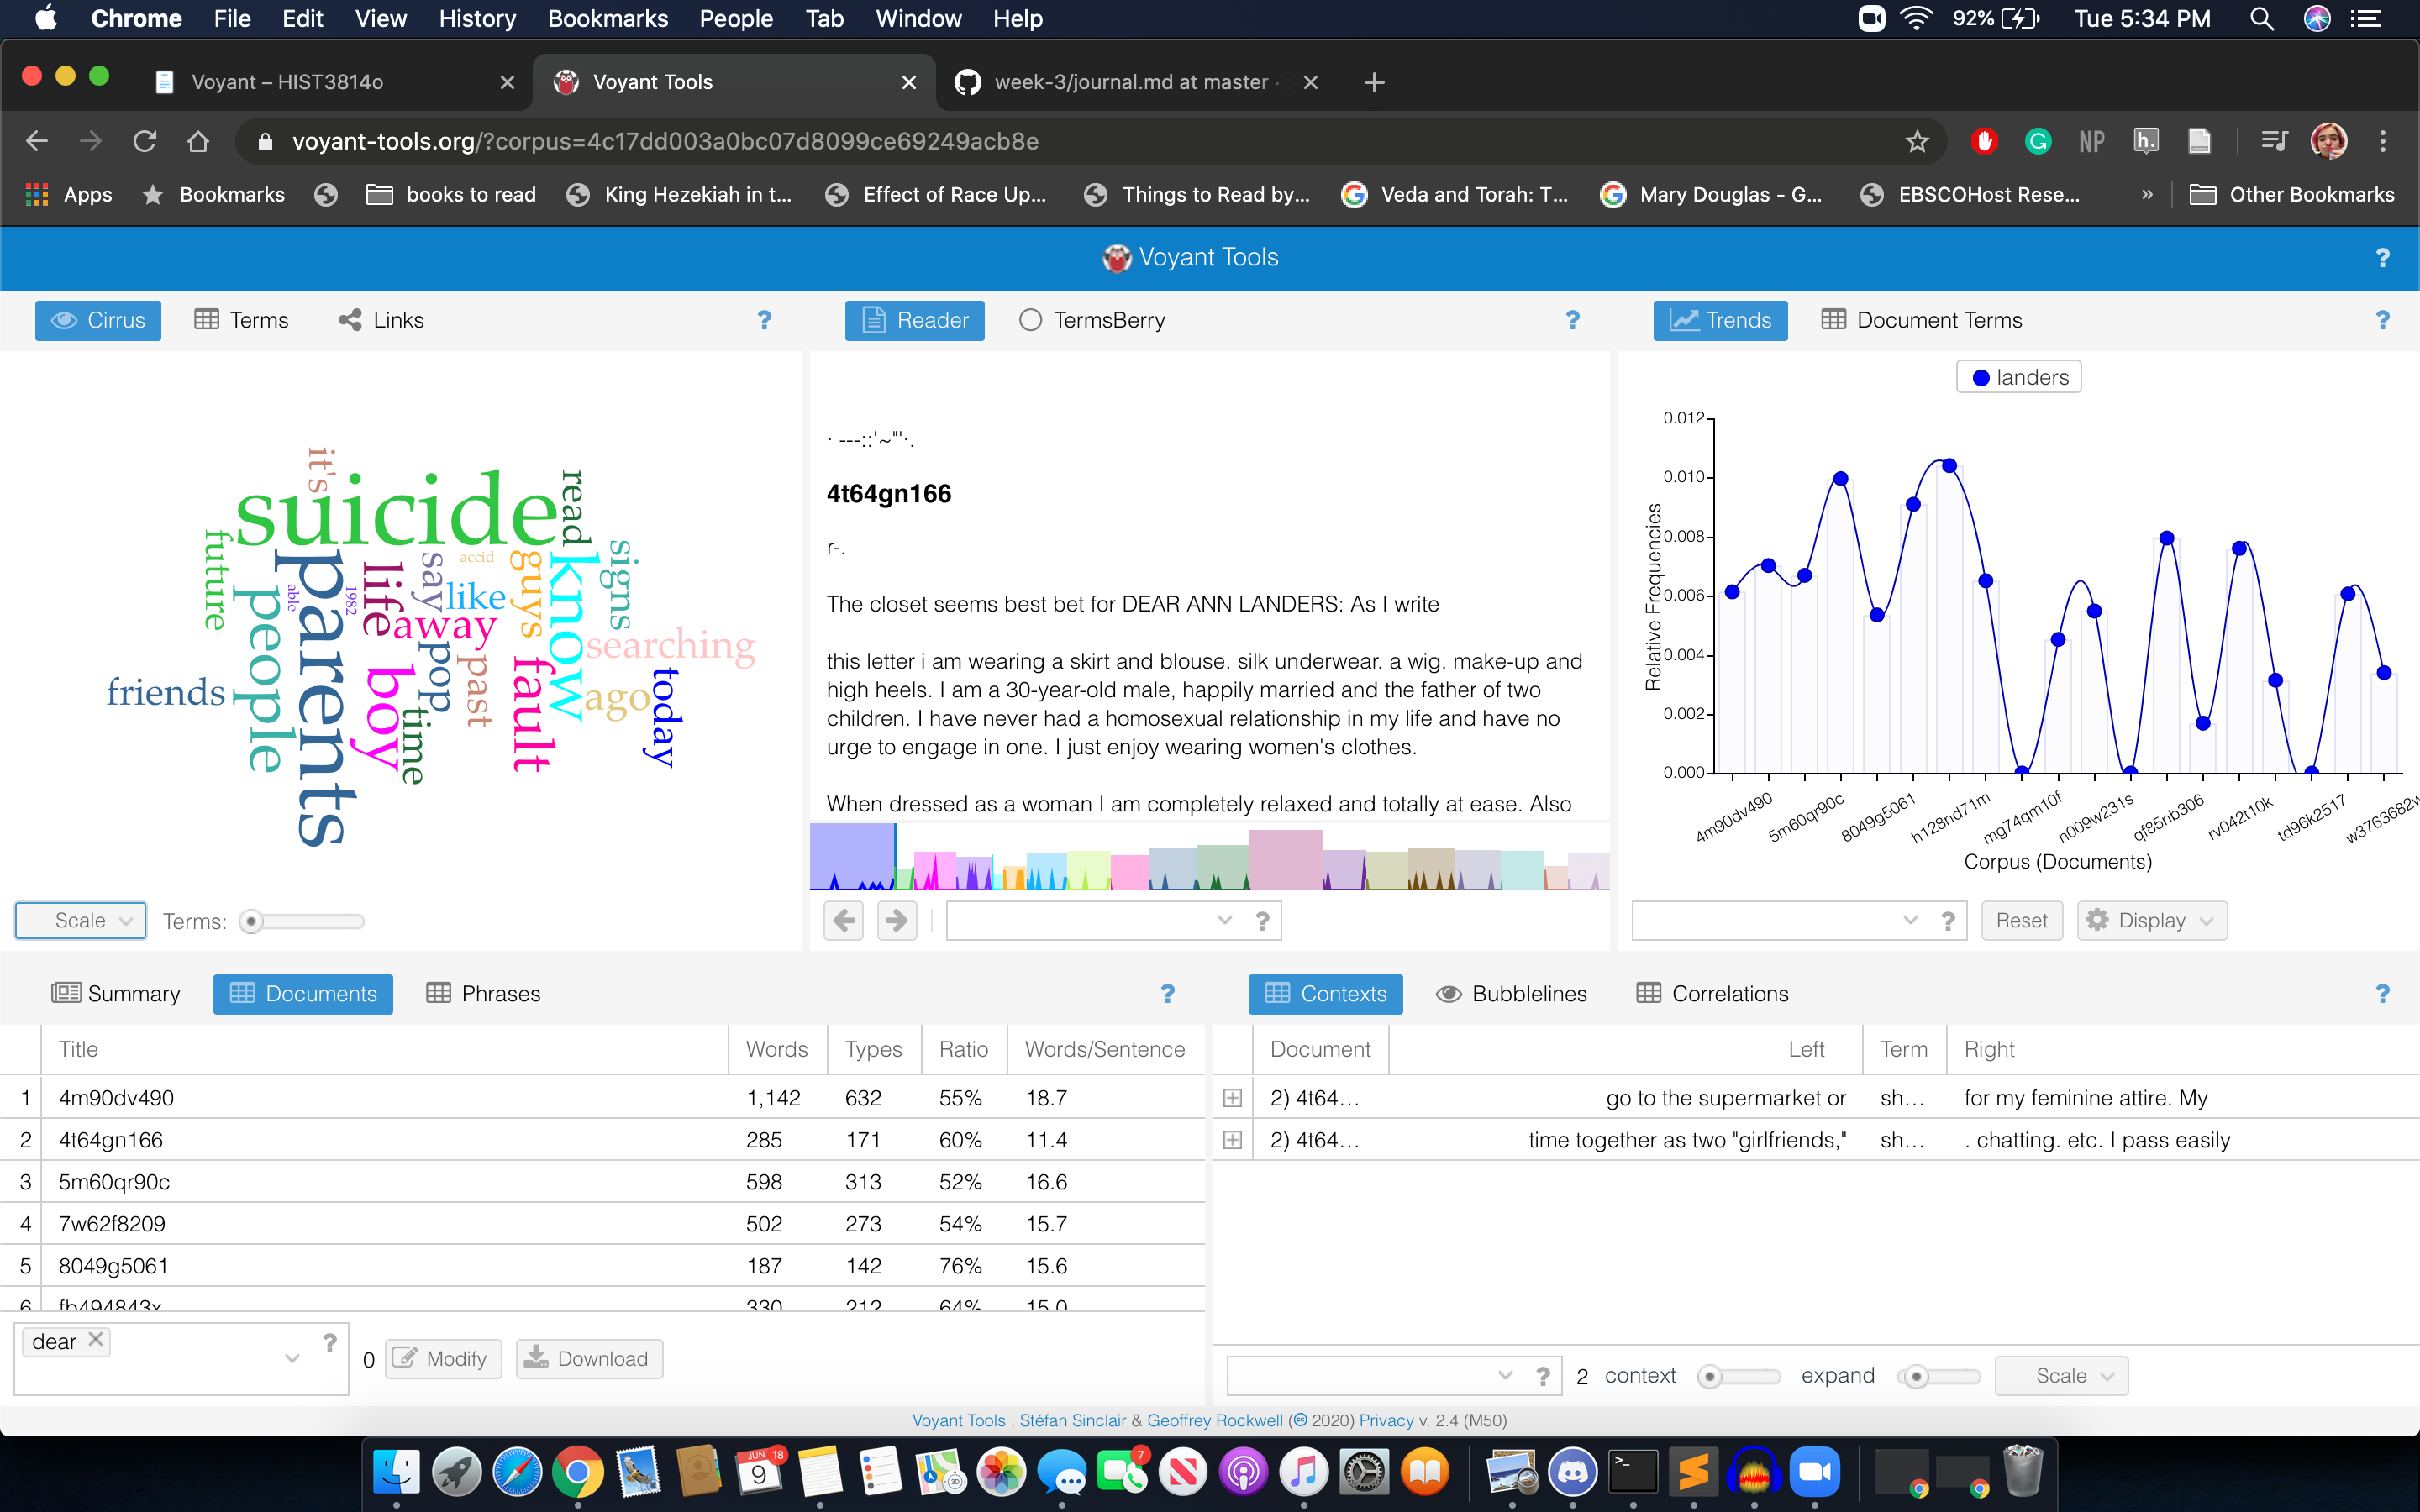 Chrome File Edit View History Bookmarks People Tab Window Help 92% Tue 5:34 PM
Voyant – HIST3814o
Voyant Tools
week-3/journal.md at master ·
voyant-tools.org/?corpus=4c17dd003a0bc07d8099ce69249acb8e
NP
h.
Apps Bookmarks books to read King Hezekiah in t... Effect of Race Up... Things to Read by... Veda and Torah: T... Mary Douglas - G... EBSCOHost Rese... » Other Bookmarks
Voyant Tools ?
Cirrus Terms Links ?
it's
suicide
read
future
parents
people
able
1982
life
say
accid
like
guys
know
signs
away
searching
friends
boy
pop
time
past
fault
ago
today
Scale Terms:
Reader TermsBerry ?
· ---::'~"'·.
4t64gn166
r-.
The closet seems best bet for DEAR ANN LANDERS: As I write
this letter i am wearing a skirt and blouse. silk underwear. a wig. make-up and
high heels. I am a 30-year-old male, happily married and the father of two
children. I have never had a homosexual relationship in my life and have no
urge to engage in one. I just enjoy wearing women's clothes.
When dressed as a woman I am completely relaxed and totally at ease. Also
?
Trends Document Terms ?
landers
0.012
0.010
0.008
0.006
0.004
0.002
0.000
Relative Frequencies
4m90dv490
5m60qr90c
8049g5061
h128nd71m
mg74qm10f
n009w231s
qf85nb306
rv042t10k
td96k2517
w3763682w
Corpus (Documents)
? Reset Display
Summary Documents Phrases ?
Title Words Types Ratio Words/Sentence
1 4m90dv490 1,142 632 55% 18.7
2 4t64gn166 285 171 60% 11.4
3 5m60qr90c 598 313 52% 16.6
4 7w62f8209 502 273 54% 15.7
5 8049g5061 187 142 76% 15.6
6 fb494843x 330 212 64% 15.0
dear ? 0 Modify Download
Contexts Bubblelines Correlations ?
Document Left Term Right
2) 4t64... go to the supermarket or sh... for my feminine attire. My
2) 4t64... time together as two "girlfriends," sh... . chatting. etc. I pass easily
? 2 context expand Scale
Voyant Tools , Stéfan Sinclair & Geoffrey Rockwell (© 2020) Privacy v. 2.4 (M50)
JUN
9
18
3D
7
>_